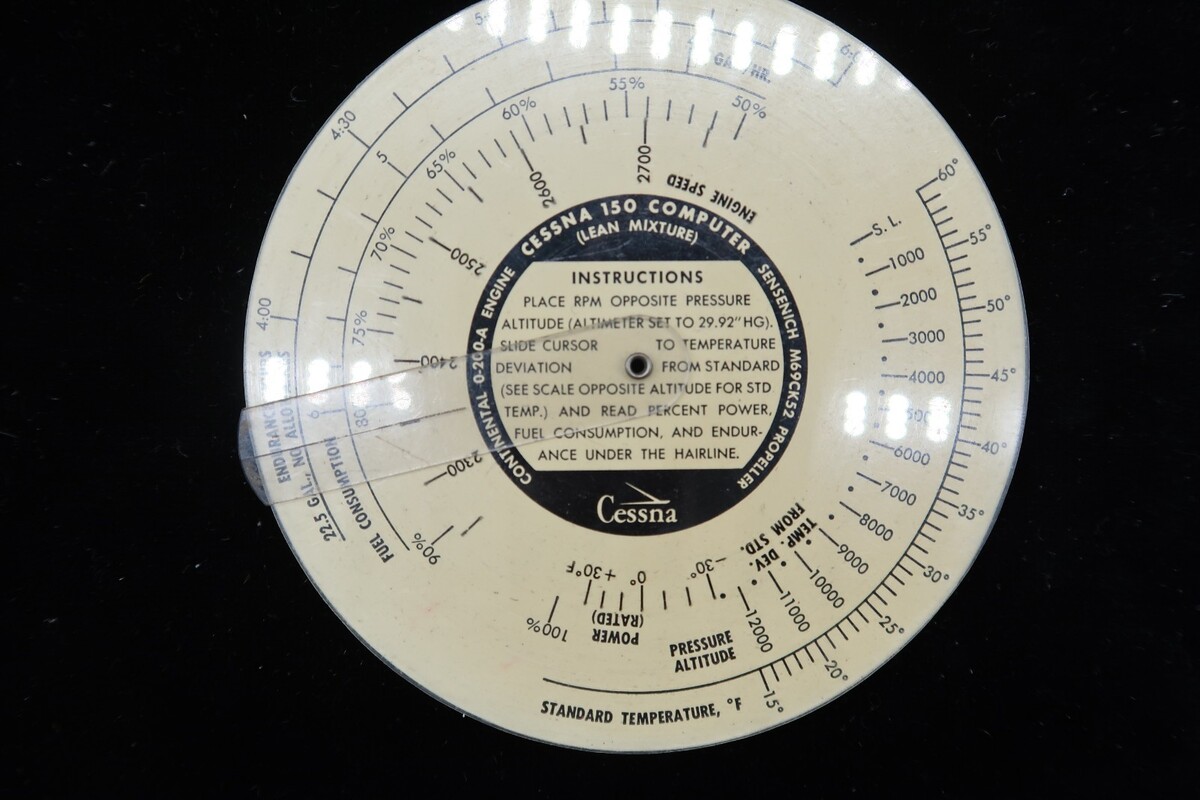 CESSNA 150 COMPUTER
(LEAN MIXTURE)
CONTINENTAL 0-200-A ENGINE
SENSENICH M69CK52 PROPELLER
INSTRUCTIONS
PLACE RPM OPPOSITE PRESSURE
ALTITUDE (ALTIMETER SET TO 29.92" HG).
SLIDE CURSOR TO TEMPERATURE
DEVIATION FROM STANDARD
(SEE SCALE OPPOSITE ALTITUDE FOR STD
TEMP.) AND READ PERCENT POWER,
FUEL CONSUMPTION, AND ENDUR-
ANCE UNDER THE HAIRLINE.
Cessna
ENGINE SPEED
2700
2600
2500
2400
2300
50%
55%
60%
65%
70%
75%
80
90%
100%
POWER
(RATED)
+30°F
0°
-30°
TEMP. DEV.
FROM STD.
PRESSURE
ALTITUDE
S. L.
1000
2000
3000
4000
6000
7000
8000
9000
10000
11000
12000
60°
55°
50°
45°
40°
35°
30°
25°
20°
15°
STANDARD TEMPERATURE, °F
FUEL CONSUMPTION
5
6
4:30
4:00
22.5 GAL., NO